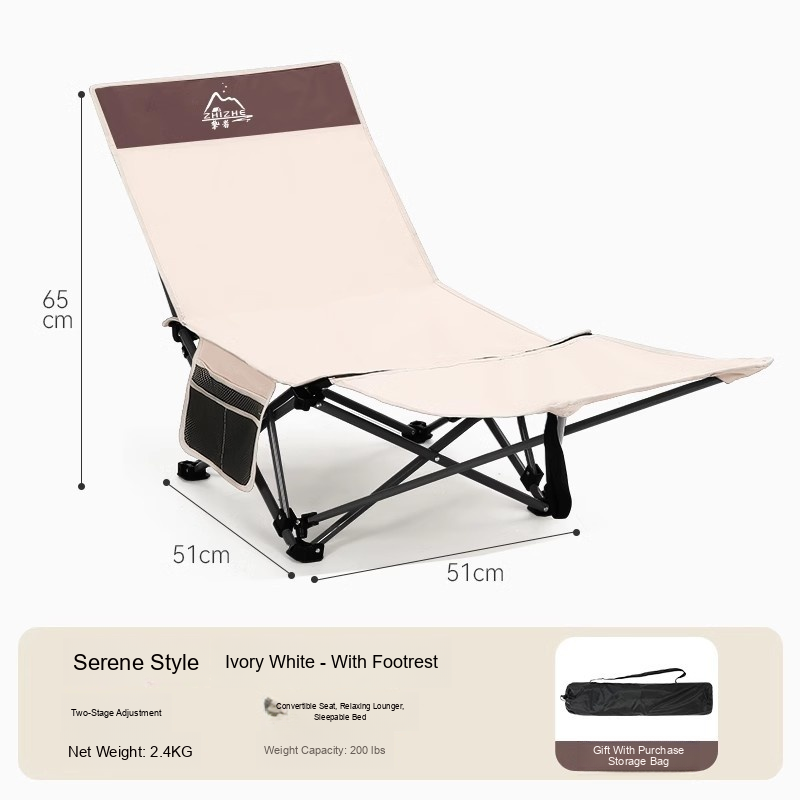 ZHIZHE
65
cm
51cm
51cm
Serene Style
Ivory White - With Footrest
Two-Stage Adjustment
Convertible Seat, Relaxing Lounger,
Sleepable Bed
Net Weight: 2.4KG
Weight Capacity: 200 lbs
Gift With Purchase
Storage Bag